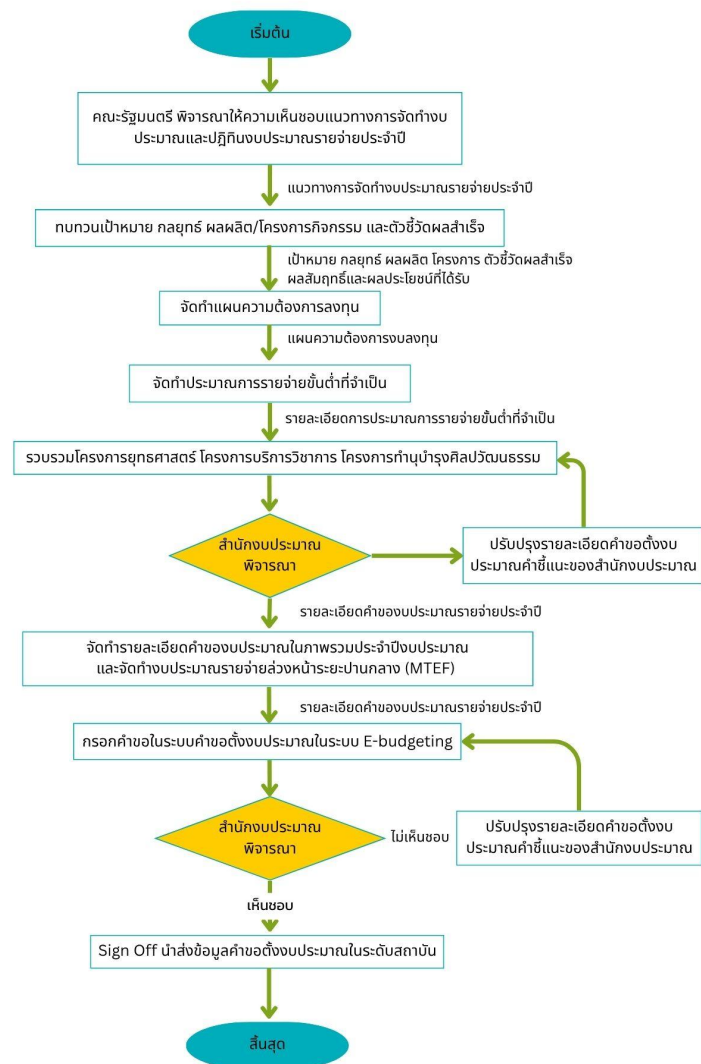 เริ่มต้น
คณะรัฐมนตรี พิจารณาให้ความเห็นชอบแนวทางการจัดทำงบ
ประมาณและปฎิทินงบประมาณรายจ่ายประจำปี
แนวทางการจัดทำงบประมาณรายจ่ายประจำปี
ทบทวนเป้าหมาย กลยุทธ์ ผลผลิต/โครงการกิจกรรม และตัวชี้วัดผลสำเร็จ
เป้าหมาย กลยุทธ์ ผลผลิต โครงการ ตัวชี้วัดผลสำเร็จ
ผลสัมฤทธิ์และผลประโยชน์ที่ได้รับ
จัดทำแผนความต้องการลงทุน
แผนความต้องการงบลงทุน
จัดทำประมาณการรายจ่ายขั้นต่ำที่จำเป็น
รายละเอียดการประมาณการรายจ่ายขั้นต่ำที่จำเป็น
รวบรวมโครงการยุทธศาสตร์ โครงการบริการวิชาการ โครงการทำนุบำรุงศิลปวัฒนธรรม
สำนักงบประมาณ
พิจารณา
ปรับปรุงรายละเอียดคำขอตั้งงบ
ประมาณคำชี้แนะของสำนักงบประมาณ
รายละเอียดคำของบประมาณรายจ่ายประจำปี
จัดทำรายละเอียดคำของบประมาณในภาพรวมประจำปีงบประมาณ
และจัดทำงบประมาณรายจ่ายล่วงหน้าระยะปานกลาง (MTEF)
รายละเอียดคำของบประมาณรายจ่ายประจำปี
กรอกคำขอในระบบคำขอตั้งงบประมาณในระบบ E-budgeting
สำนักงบประมาณ
พิจารณา
ไม่เห็นชอบ
ปรับปรุงรายละเอียดคำขอตั้งงบ
ประมาณคำชี้แนะของสำนักงบประมาณ
เห็นชอบ
Sign Off นำส่งข้อมูลคำขอตั้งงบประมาณในระดับสถาบัน
สิ้นสุด